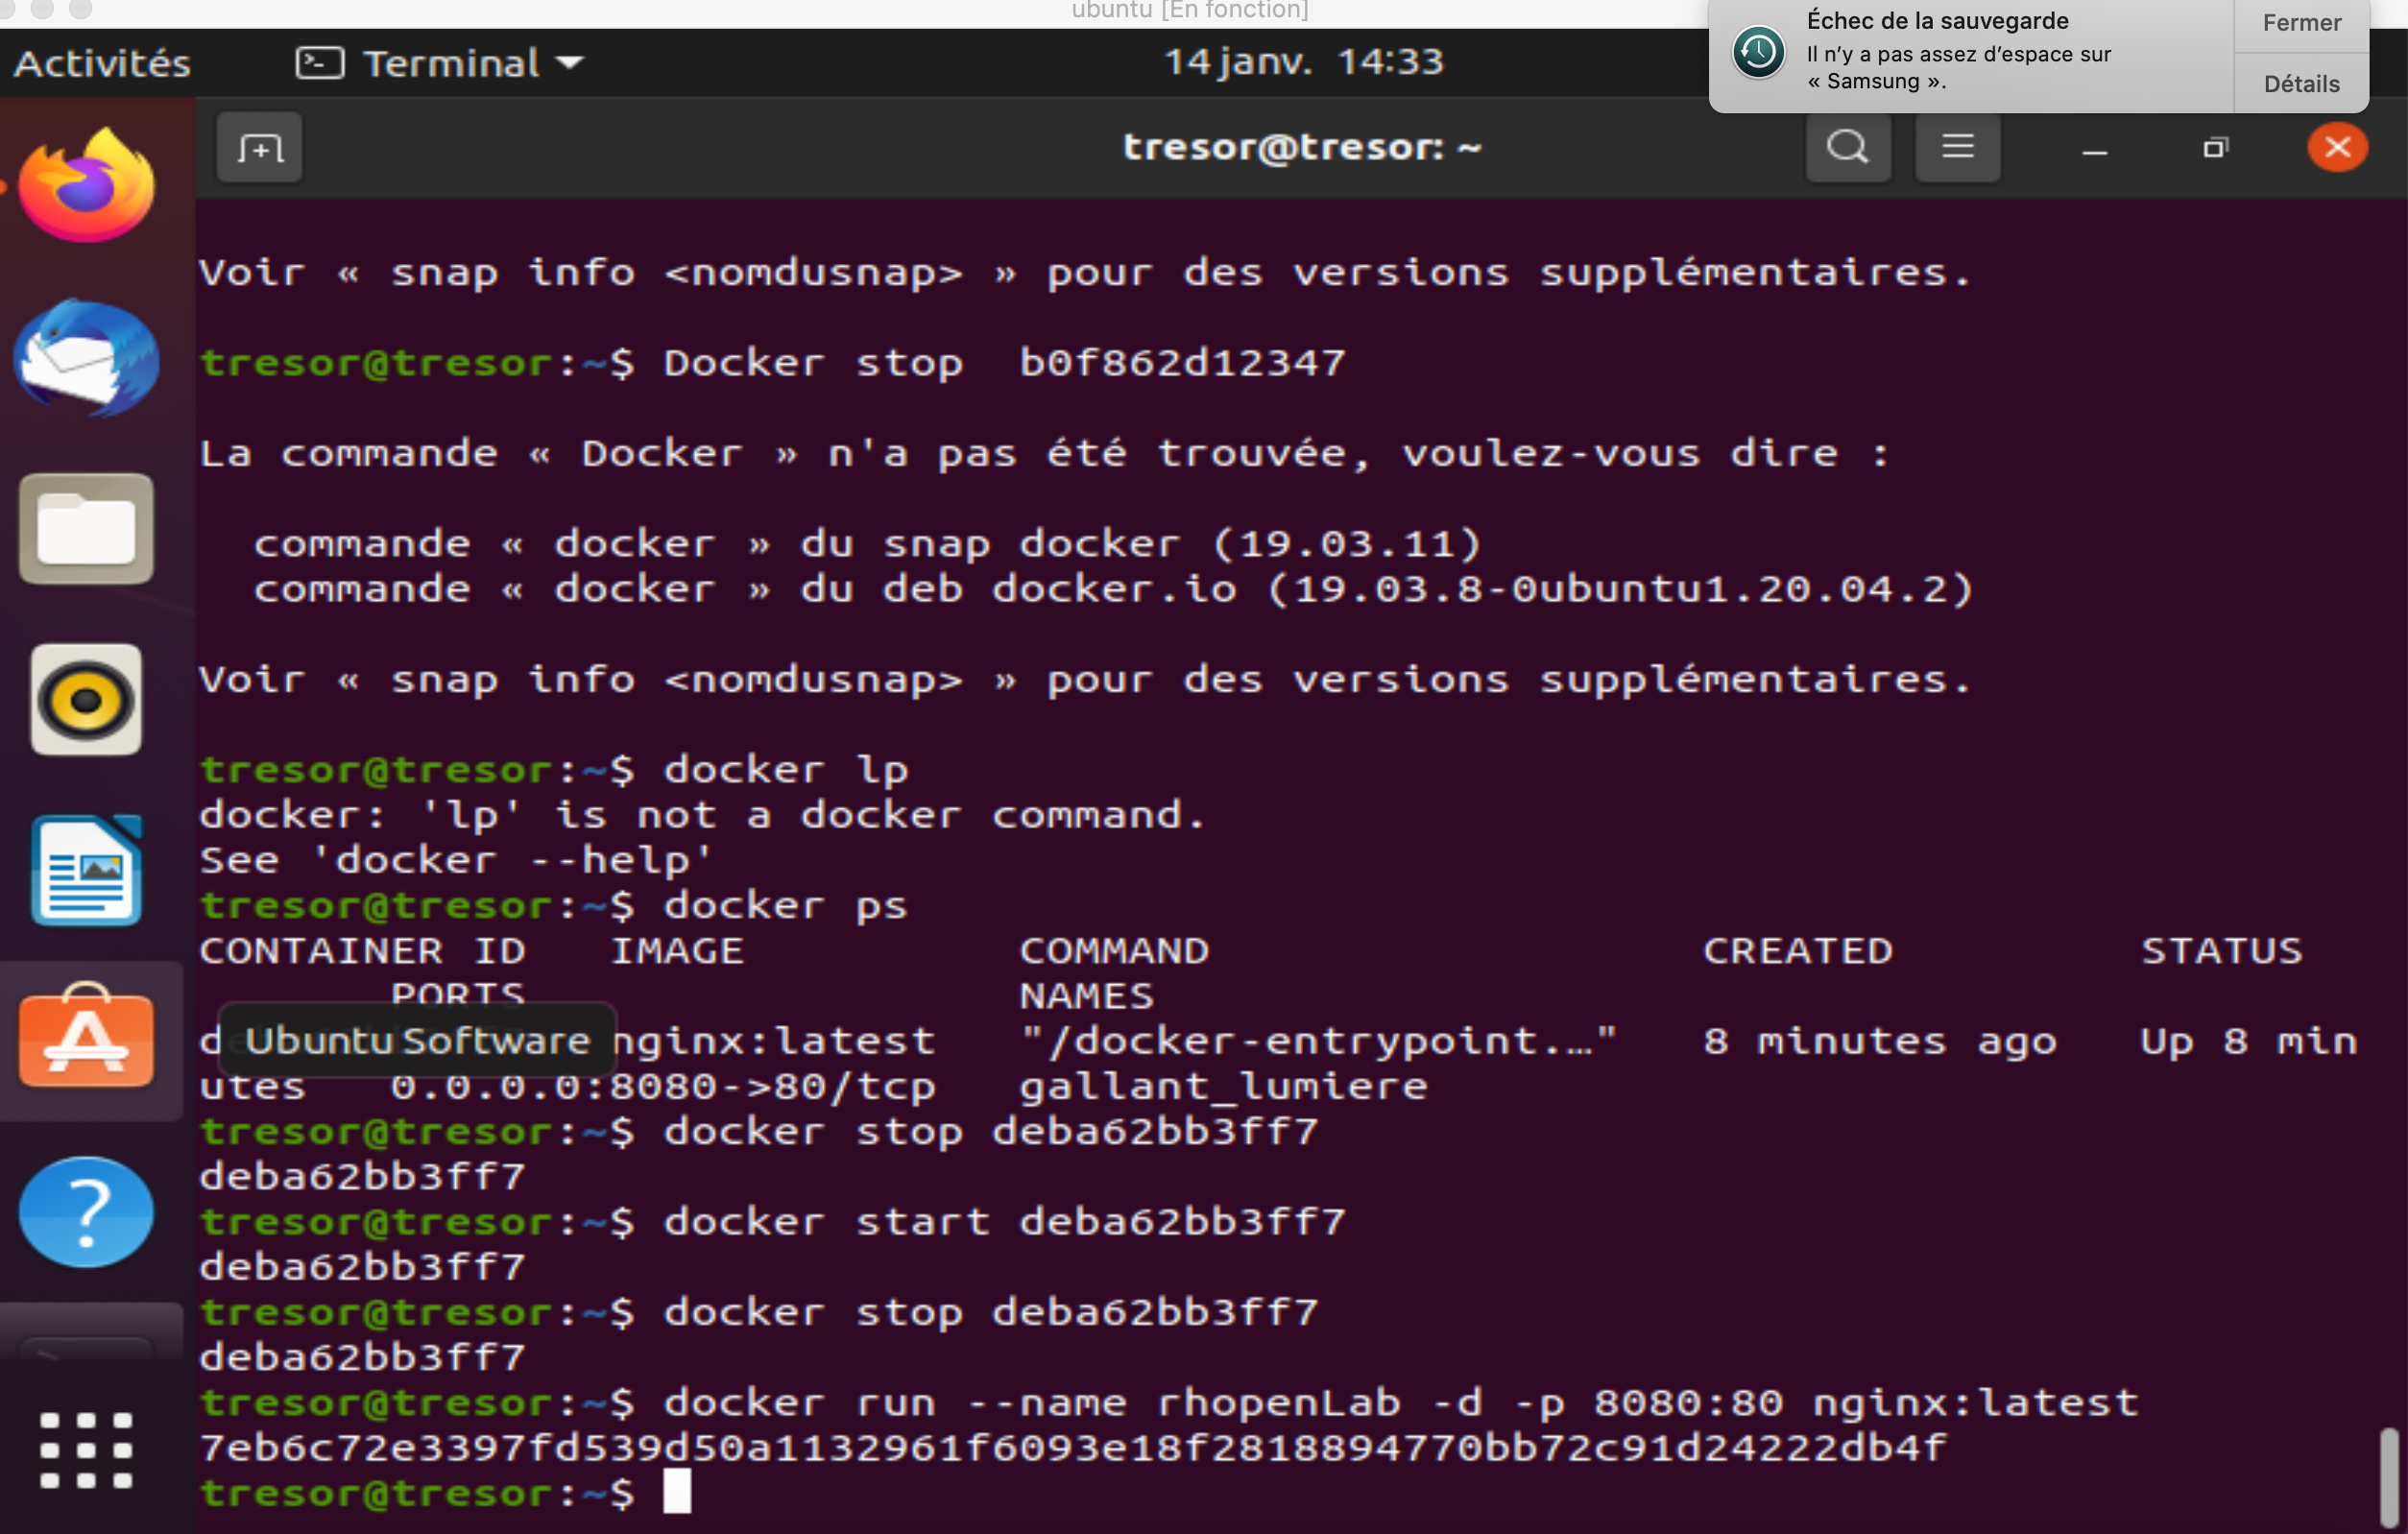 ubuntu [En fonction]
Échec de la sauvegarde
Il n’y a pas assez d’espace sur
« Samsung ».
Fermer
Détails
Activités
Terminal
14 janv. 14:33
tresor@tresor: ~
Voir « snap info <nomdusnap> » pour des versions supplémentaires.
tresor@tresor:~$ Docker stop  b0f862d12347
La commande « Docker » n'a pas été trouvée, voulez-vous dire :
  commande « docker » du snap docker (19.03.11)
  commande « docker » du deb docker.io (19.03.8-0ubuntu1.20.04.2)
Voir « snap info <nomdusnap> » pour des versions supplémentaires.
tresor@tresor:~$ docker lp
docker: 'lp' is not a docker command.
See 'docker --help'
tresor@tresor:~$ docker ps
CONTAINER ID   IMAGE          COMMAND                  CREATED         STATUS
       PORTS                  NAMES
Ubuntu Software
nginx:latest   "/docker-entrypoint.…"   8 minutes ago   Up 8 min
utes   0.0.0.0:8080->80/tcp   gallant_lumiere
tresor@tresor:~$ docker stop deba62bb3ff7
deba62bb3ff7
tresor@tresor:~$ docker start deba62bb3ff7
deba62bb3ff7
tresor@tresor:~$ docker stop deba62bb3ff7
deba62bb3ff7
tresor@tresor:~$ docker run --name rhopenLab -d -p 8080:80 nginx:latest
7eb6c72e3397fd539d50a1132961f6093e18f2818894770bb72c91d24222db4f
tresor@tresor:~$